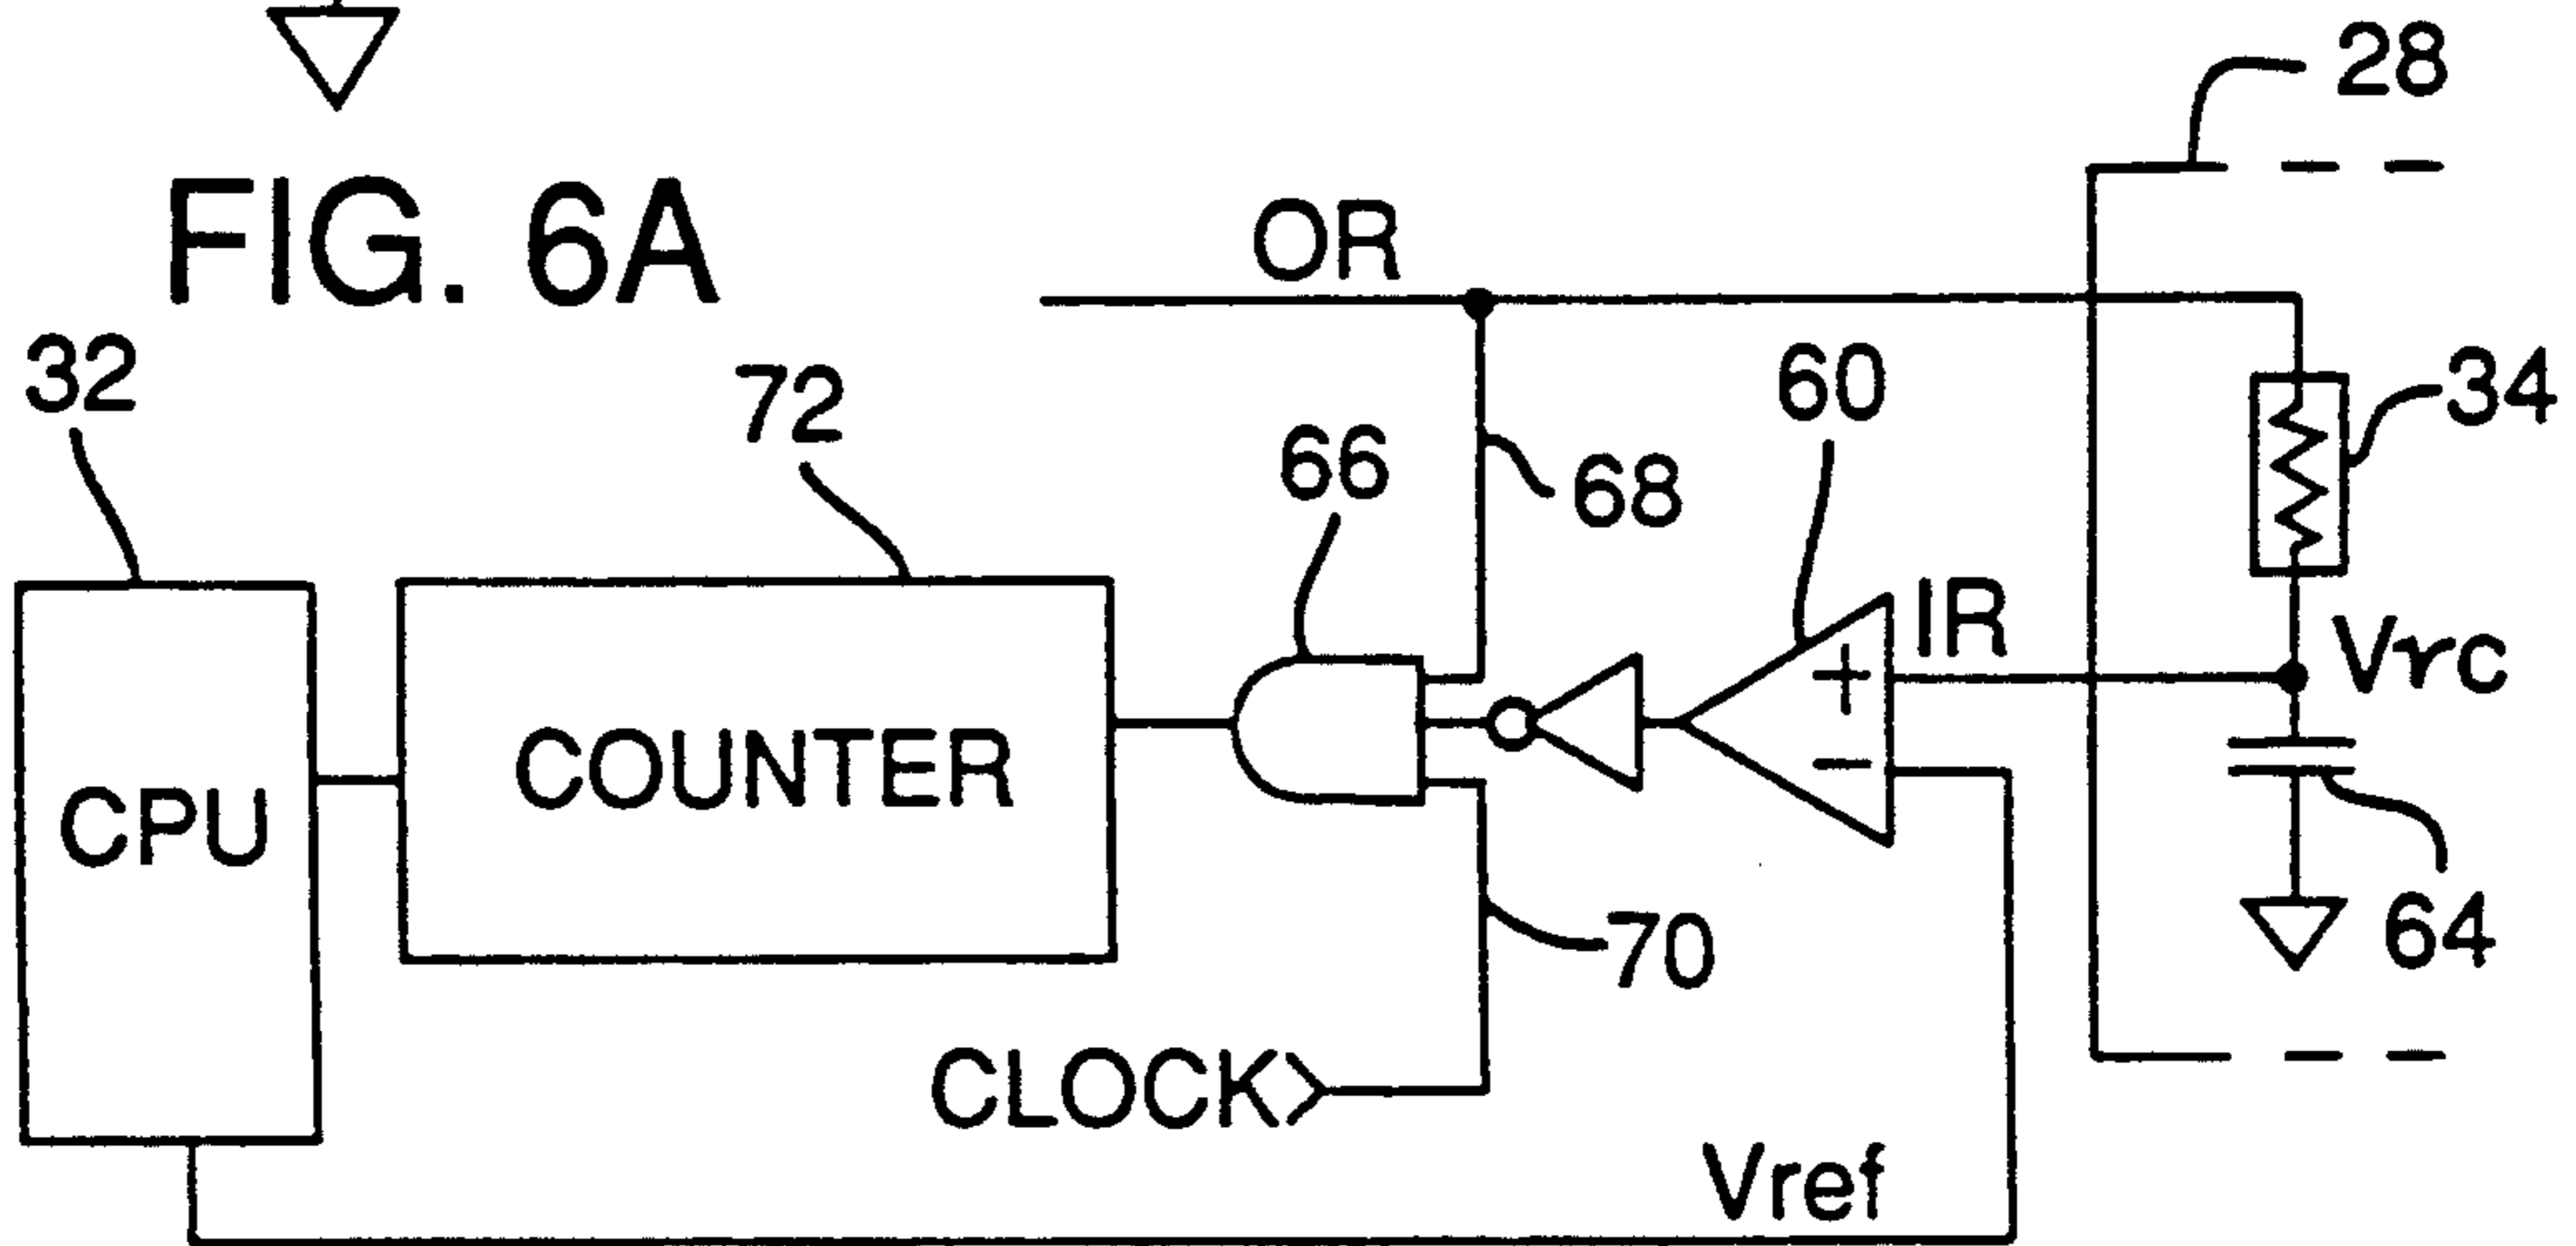 28
FIG. 6A
OR
32
72
66
68
60
34
IR
Vrc
+
−
CPU
COUNTER
64
70
CLOCK
Vref